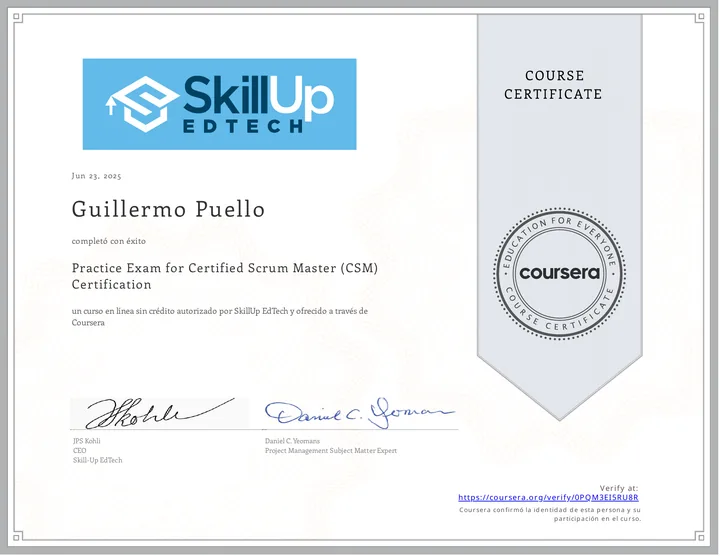 SkillUp
EDTECH
COURSE
CERTIFICATE
Jun 23, 2025
Guillermo Puello
completó con éxito
Practice Exam for Certified Scrum Master (CSM)
Certification
un curso en línea sin crédito autorizado por SkillUp EdTech y ofrecido a través de
Coursera
EDUCATION FOR EVERYONE
coursera
COURSE CERTIFICATE
JSKohli
Daniel C. Yeomans
JPS Kohli
CEO
Skill-Up EdTech
Daniel C. Yeomans
Project Management Subject Matter Expert
Verify at:
https://coursera.org/verify/0PQM3EI5RU8R
Coursera confirmó la identidad de esta persona y su
participación en el curso.